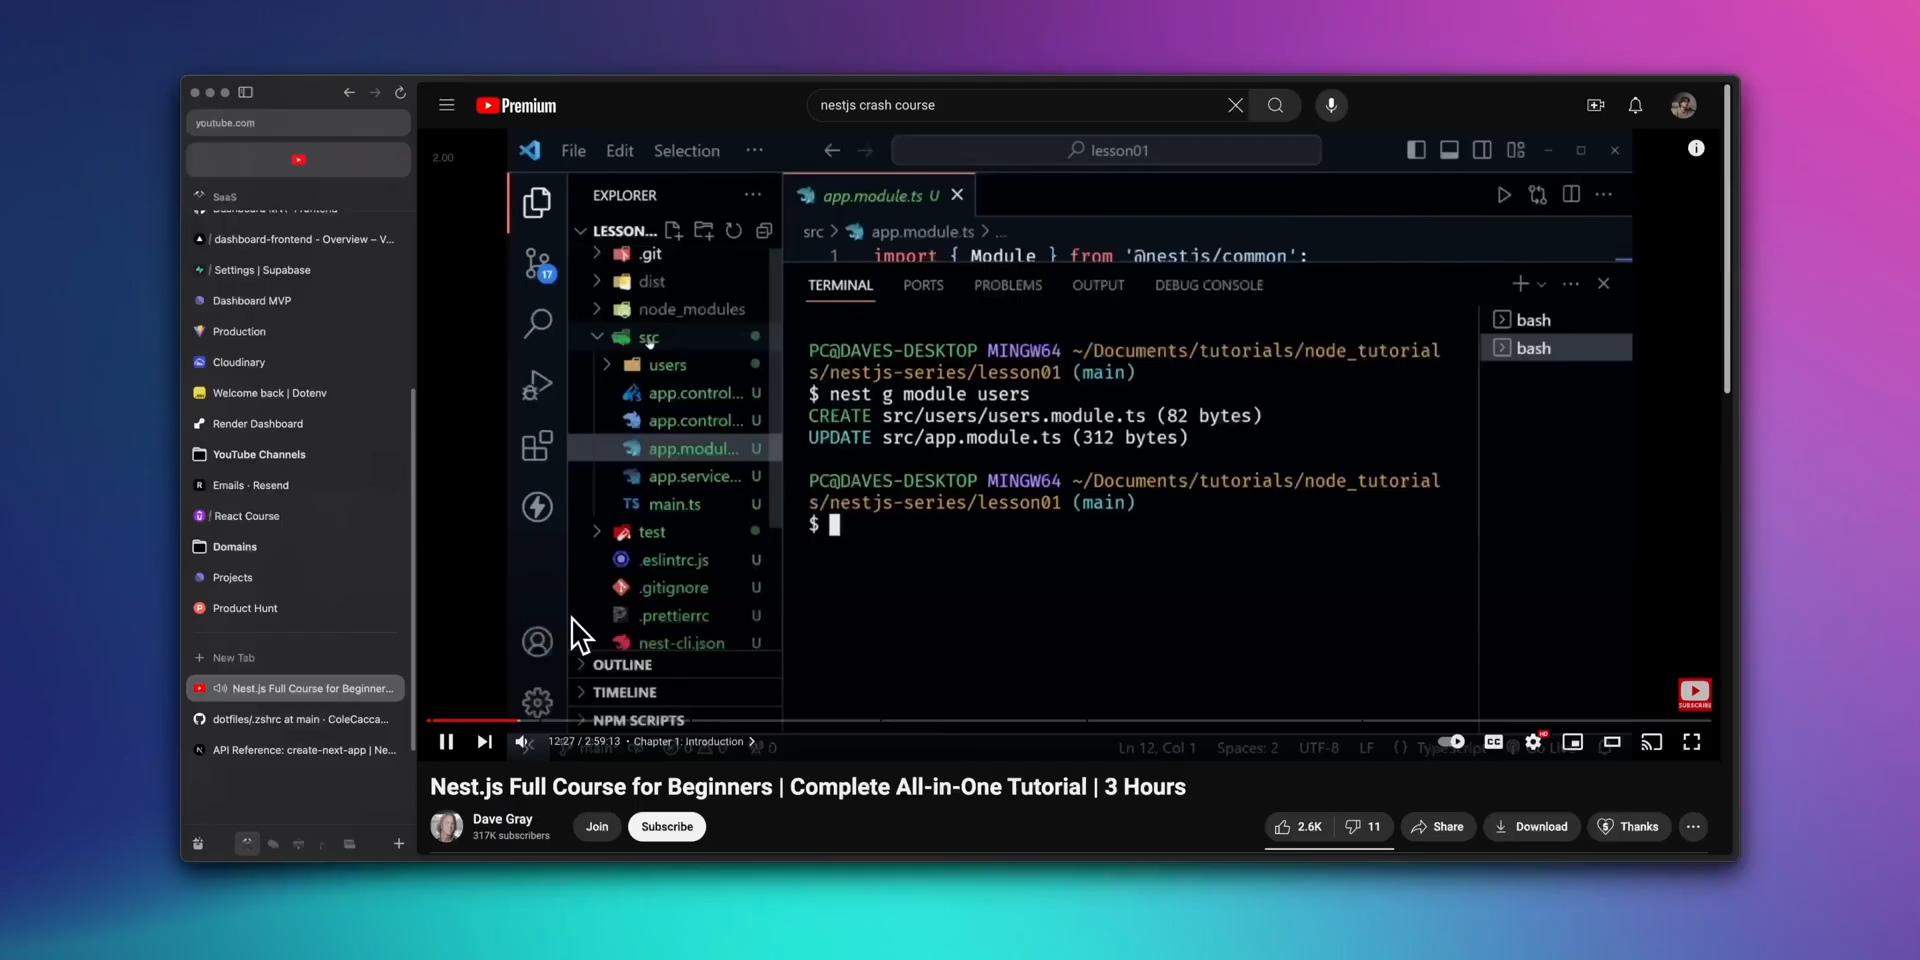 youtube.com
SaaS
/ dashboard-frontend - Overview – V...
/ Settings | Supabase
Dashboard MVP
Production
Cloudinary
Welcome back | Dotenv
Render Dashboard
YouTube Channels
Emails · Resend
/ React Course
Domains
Projects
Product Hunt
New Tab
Nest.js Full Course for Beginner...
dotfiles/.zshrc at main · ColeCacca...
API Reference: create-next-app | Ne...
Premium
nestjs crash course
2.00
File Edit Selection ...
lesson01
EXPLORER
LESSON...
.git
dist
node_modules
src
users
app.control... U
app.control... U
app.modul... U
app.service... U
TS main.ts U
test
.eslintrc.js U
.gitignore U
.prettierrc U
nest-cli.json U
OUTLINE
TIMELINE
NPM SCRIPTS
17
app.module.ts U
src > app.module.ts > ...
1 import { Module } from '@nestjs/common';
TERMINAL PORTS PROBLEMS OUTPUT DEBUG CONSOLE
bash
bash
PC@DAVES-DESKTOP MINGW64 ~/Documents/tutorials/node_tutorial
s/nestjs-series/lesson01 (main)
$ nest g module users
CREATE src/users/users.module.ts (82 bytes)
UPDATE src/app.module.ts (312 bytes)
PC@DAVES-DESKTOP MINGW64 ~/Documents/tutorials/node_tutorial
s/nestjs-series/lesson01 (main)
$
SUBSCRIBE
12:27 / 2:59:13 • Chapter 1: Introduction >
CC
HD
main
Ln 12, Col 1 Spaces: 2 UTF-8 LF {}
Nest.js Full Course for Beginners | Complete All-in-One Tutorial | 3 Hours
Dave Gray
317K subscribers
Join
Subscribe
2.6K
11
Share
Download
Thanks